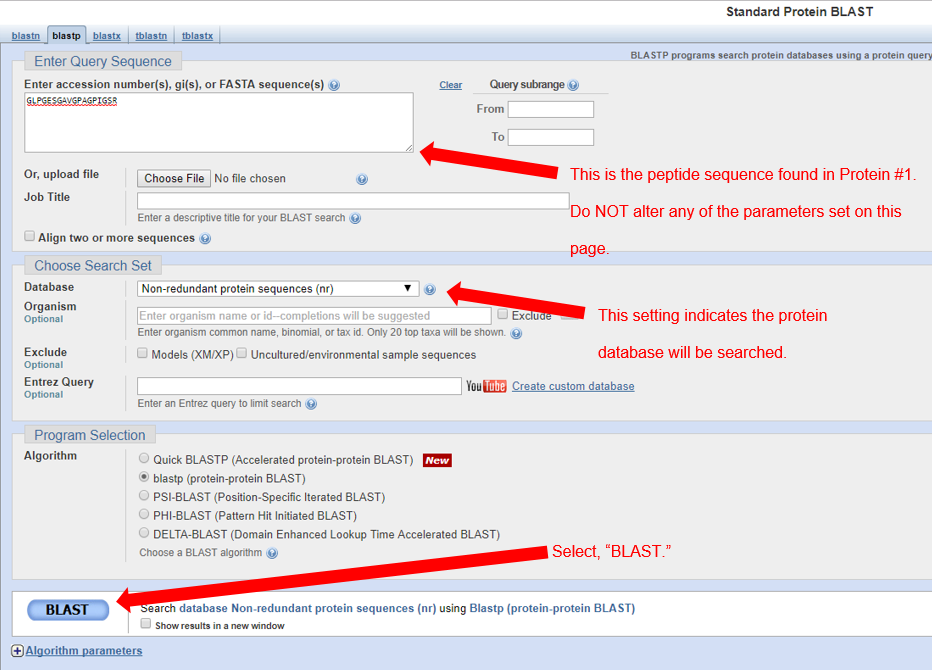 Standard Protein BLAST
blastn blastp blastx tblastn tblastx
Enter Query Sequence
BLASTP programs search protein databases using a protein query
Enter accession number(s), gi(s), or FASTA sequence(s)
Clear
Query subrange
GLPGESGAVGPAGPIGSR
From
To
Or, upload file
Choose File No file chosen
This is the peptide sequence found in Protein #1.
Do NOT alter any of the parameters set on this
page.
Job Title
Enter a descriptive title for your BLAST search
Align two or more sequences
Choose Search Set
Database
Non-redundant protein sequences (nr)
Organism
Optional
Enter organism name or id--completions will be suggested
Exclude
Enter organism common name, binomial, or tax id. Only 20 top taxa will be shown.
This setting indicates the protein
database will be searched.
Exclude
Optional
Models (XM/XP) Uncultured/environmental sample sequences
Entrez Query
Optional
YouTube Create custom database
Enter an Entrez query to limit search
Program Selection
Algorithm
Quick BLASTP (Accelerated protein-protein BLAST) New
blastp (protein-protein BLAST)
PSI-BLAST (Position-Specific Iterated BLAST)
PHI-BLAST (Pattern Hit Initiated BLAST)
DELTA-BLAST (Domain Enhanced Lookup Time Accelerated BLAST)
Choose a BLAST algorithm
Select, “BLAST.”
BLAST
Search database Non-redundant protein sequences (nr) using Blastp (protein-protein BLAST)
Show results in a new window
Algorithm parameters